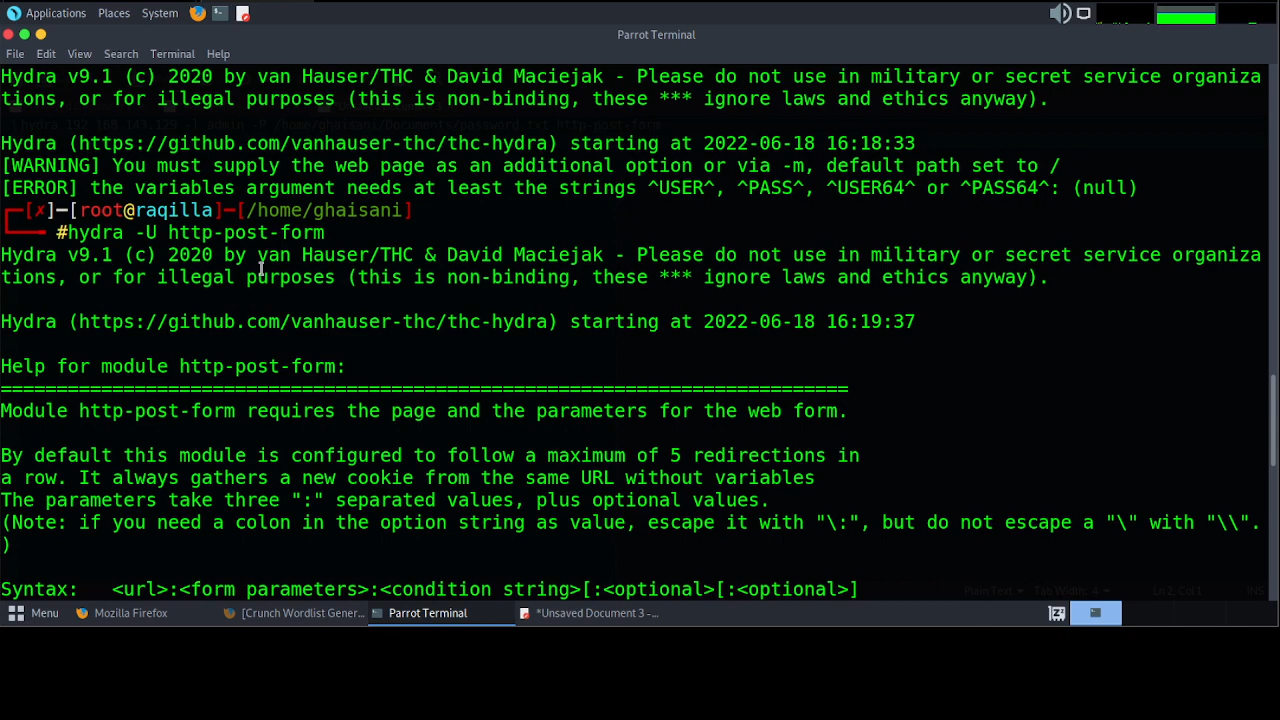 Applications Places System
Parrot Terminal
File Edit View Search Terminal Help
Hydra v9.1 (c) 2020 by van Hauser/THC & David Maciejak - Please do not use in military or secret service organiza
tions, or for illegal purposes (this is non-binding, these *** ignore laws and ethics anyway).
Hydra (https://github.com/vanhauser-thc/thc-hydra) starting at 2022-06-18 16:18:33
[WARNING] You must supply the web page as an additional option or via -m, default path set to /
[ERROR] the variables argument needs at least the strings ^USER^, ^PASS^, ^USER64^ or ^PASS64^: (null)
┌─[✗]─[root@raqilla]─[/home/ghaisani]
└──╼ #hydra -U http-post-form
Hydra v9.1 (c) 2020 by van Hauser/THC & David Maciejak - Please do not use in military or secret service organiza
tions, or for illegal purposes (this is non-binding, these *** ignore laws and ethics anyway).
Hydra (https://github.com/vanhauser-thc/thc-hydra) starting at 2022-06-18 16:19:37
Help for module http-post-form:
============================================================================
Module http-post-form requires the page and the parameters for the web form.
By default this module is configured to follow a maximum of 5 redirections in
a row. It always gathers a new cookie from the same URL without variables
The parameters take three ":" separated values, plus optional values.
(Note: if you need a colon in the option string as value, escape it with "\:", but do not escape a "\" with "\\".
)
Syntax:   <url>:<form parameters>:<condition string>[:<optional>[:<optional>]
Plain Text Tab Width: 4 Ln 2, Col 1 INS
Menu Mozilla Firefox [Crunch Wordlist Gener... Parrot Terminal *Unsaved Document 3 -...